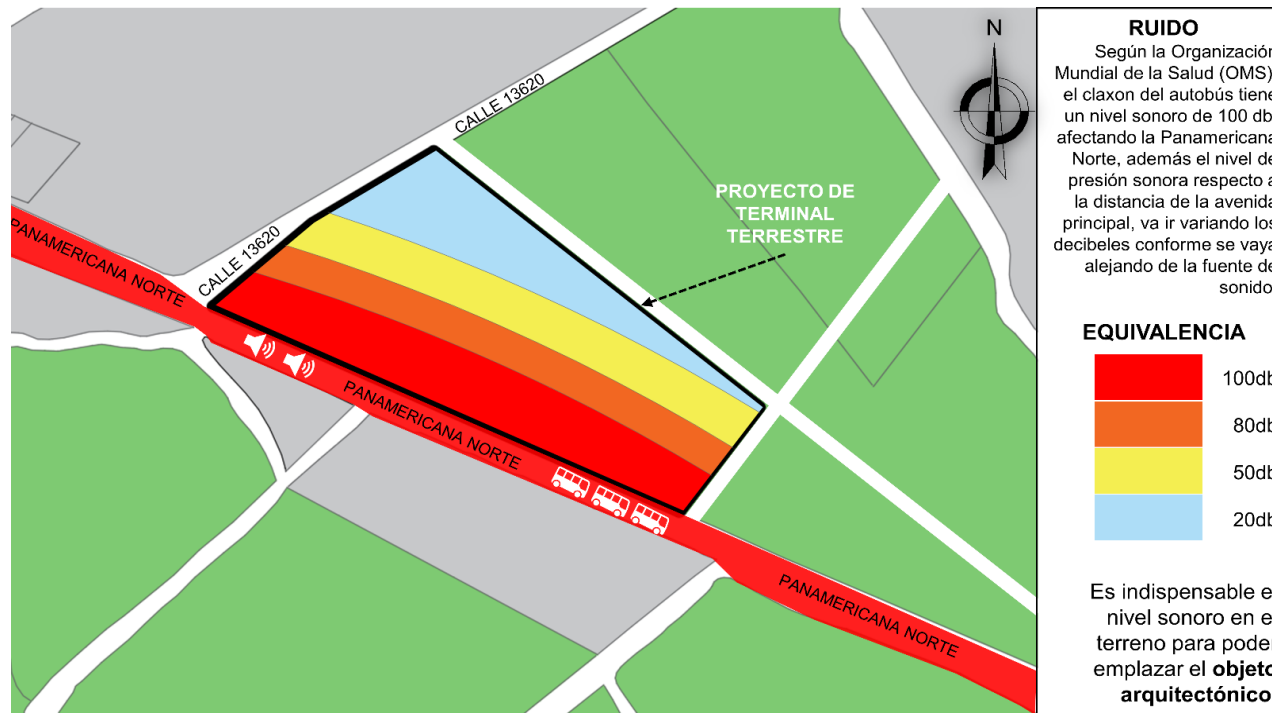 CALLE 13620
CALLE 13620
PANAMERICANA NORTE
PANAMERICANA NORTE
PANAMERICANA NORTE
PROYECTO DE
TERMINAL
TERRESTRE
N
RUIDO
Según la Organización
Mundial de la Salud (OMS)
el claxon del autobús tiene
un nivel sonoro de 100 db
afectando la Panamericana
Norte, además el nivel de
presión sonora respecto a
la distancia de la avenida
principal, va ir variando los
decibeles conforme se vaya
alejando de la fuente de
sonido
EQUIVALENCIA
100db
80db
50db
20db
Es indispensable e
nivel sonoro en e
terreno para poder
emplazar el objeto
arquitectónico